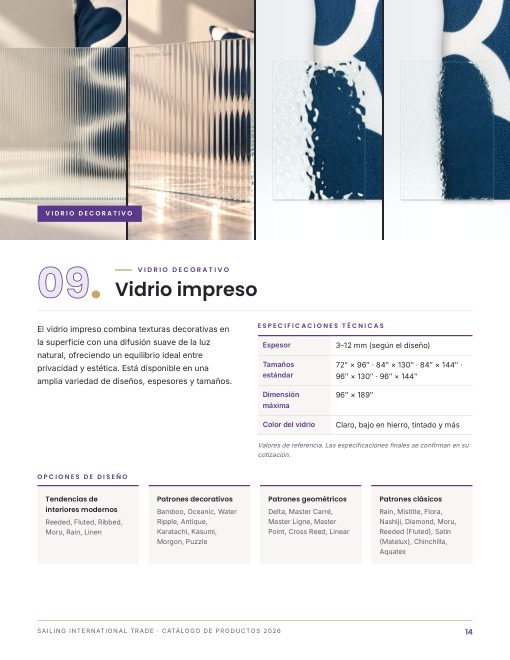 VIDRIO DECORATIVO
09.
VIDRIO DECORATIVO
Vidrio impreso
El vidrio impreso combina texturas decorativas en
la superficie con una difusión suave de la luz
natural, ofreciendo un equilibrio ideal entre
privacidad y estética. Está disponible en una
amplia variedad de diseños, espesores y tamaños.
ESPECIFICACIONES TÉCNICAS
Espesor 3–12 mm (según el diseño)
Tamaños estándar 72″ × 96″ · 84″ × 130″ · 84″ × 144″ ·
96″ × 130″ · 96″ × 144″
Dimensión máxima 96″ × 189″
Color del vidrio Claro, bajo en hierro, tintado y más
Valores de referencia. Las especificaciones finales se confirman en su
cotización.
OPCIONES DE DISEÑO
Tendencias de
interiores modernos
Reeded, Fluted, Ribbed,
Moru, Rain, Linen
Patrones decorativos
Bamboo, Oceanic, Water
Ripple, Antique,
Karatachi, Kasumi,
Morgon, Puzzle
Patrones geométricos
Delta, Master Carré,
Master Ligne, Master
Point, Cross Reed, Linear
Patrones clásicos
Rain, Mistlite, Flora,
Nashiji, Diamond, Moru,
Reeded (Fluted), Satin
(Matelux), Chinchilla,
Aquatex
SAILING INTERNATIONAL TRADE · CATÁLOGO DE PRODUCTOS 2026
14